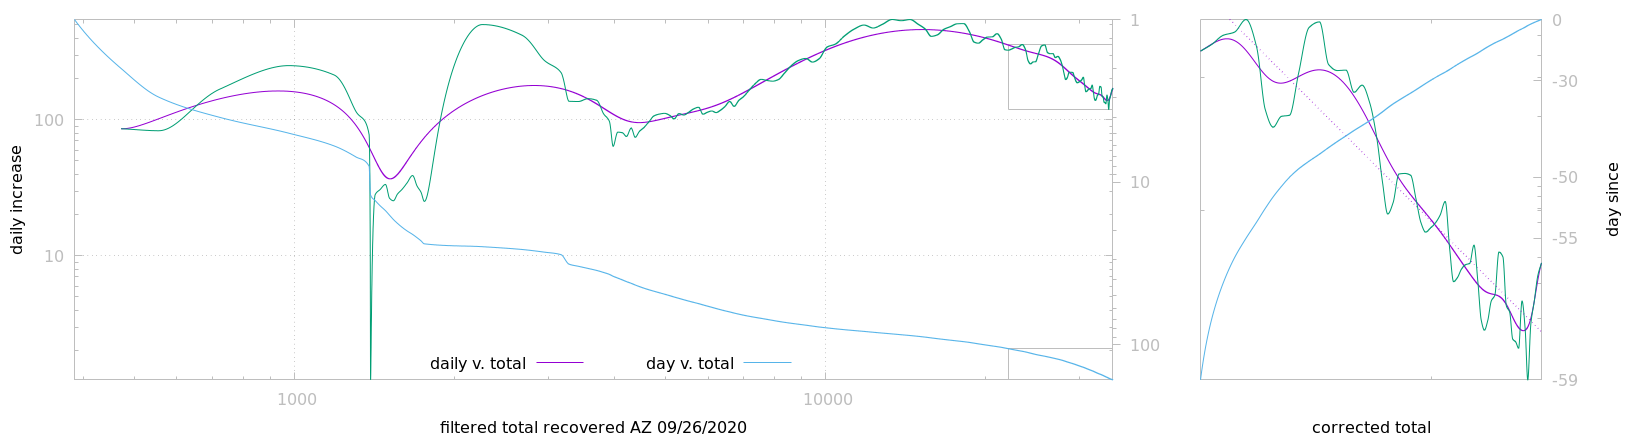 daily increase
100
10
1000
10000
1
10
100
daily v. total
day v. total
filtered total recovered AZ 09/26/2020
0
-30
-50
-55
-59
day since
corrected total